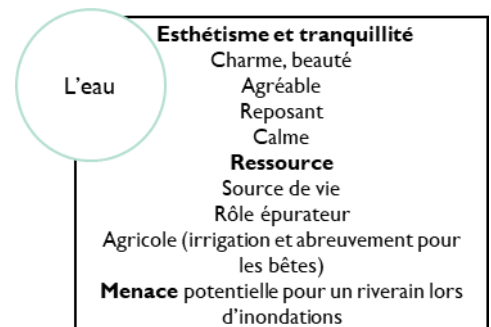 L'eau
Esthétisme et tranquillité
Charme, beauté
Agréable
Reposant
Calme
Ressource
Source de vie
Rôle épurateur
Agricole (irrigation et abreuvement pour
les bêtes)
Menace potentielle pour un riverain lors
d'inondations